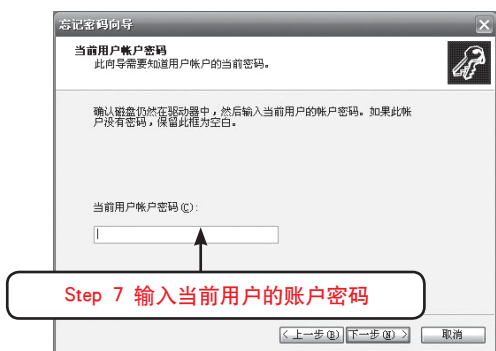 忘记密码向导
当前用户帐户密码
此向导需要知道用户帐户的当前密码。
确认磁盘仍然在驱动器中，然后输入当前用户的帐户密码。如果此帐
户没有密码，保留此框为空白。
当前用户帐户密码(C):
Step 7 输入当前用户的账户密码
<上一步(B) 下一步(N)> 取消